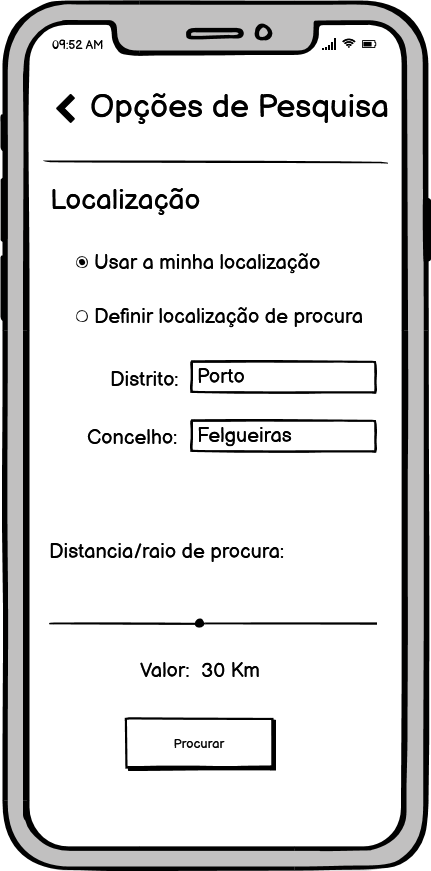 09:52 AM
Opções de Pesquisa
Localização
Usar a minha localização
Definir localização de procura
Distrito: Porto
Concelho: Felgueiras
Distancia/raio de procura:
Valor: 30 Km
Procurar